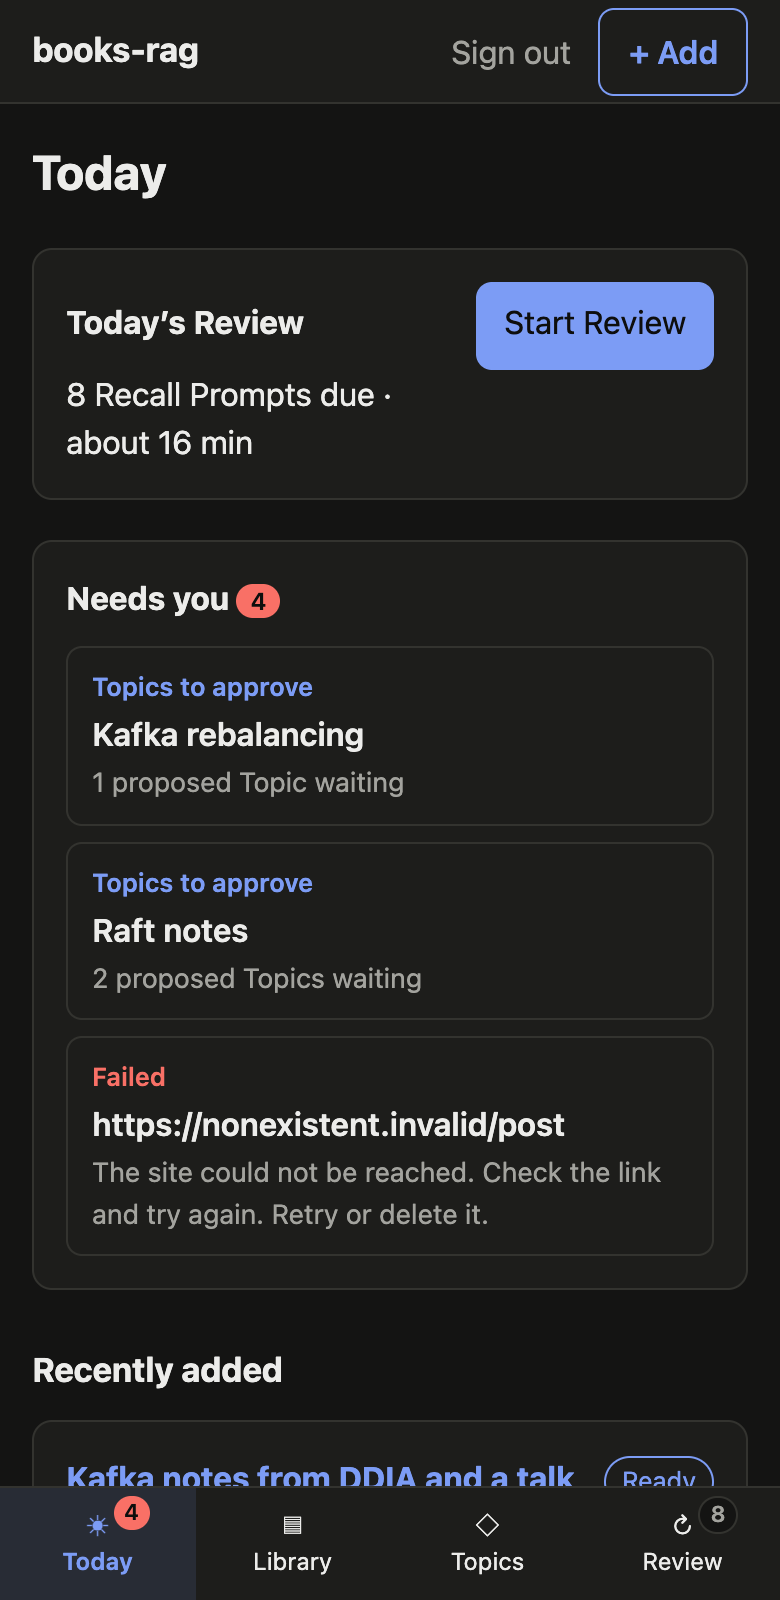 books-rag
Sign out
+ Add
Today
Today’s Review
Start Review
8 Recall Prompts due ·
about 16 min
Needs you 4
Topics to approve
Kafka rebalancing
1 proposed Topic waiting
Topics to approve
Raft notes
2 proposed Topics waiting
Failed
https://nonexistent.invalid/post
The site could not be reached. Check the link
and try again. Retry or delete it.
Recently added
Kafka notes from DDIA and a talk
Ready
4
Today
Library
Topics
8
Review